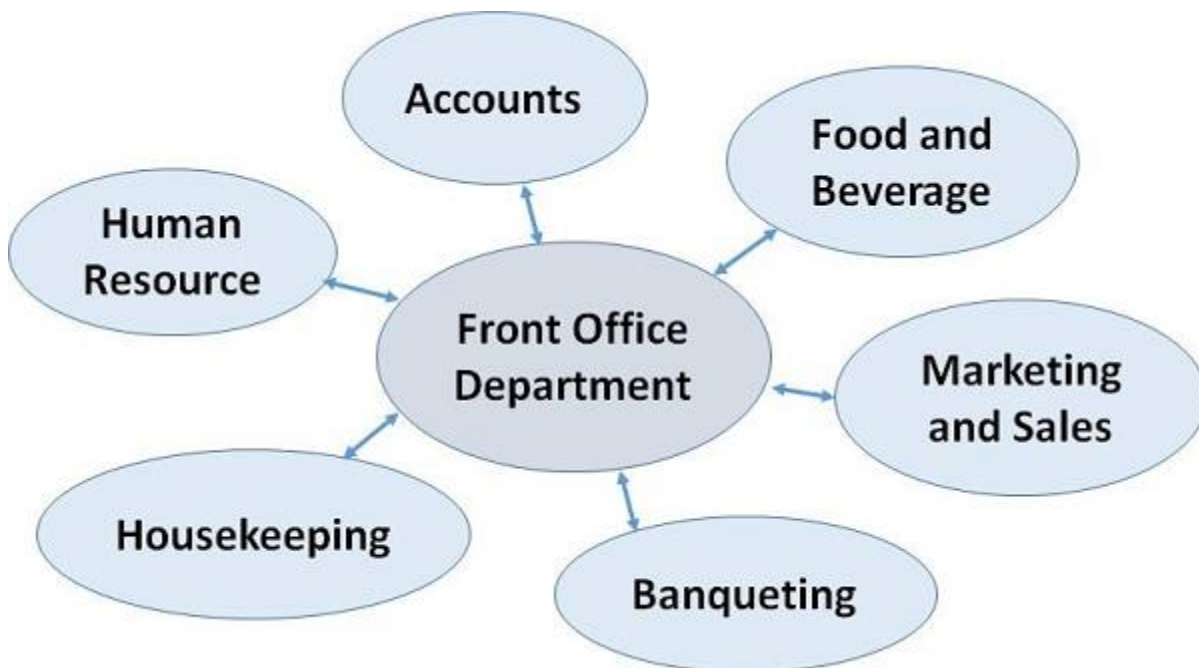 Accounts
Food and
Beverage
Human
Resource
Front Office
Department
Marketing
and Sales
Housekeeping
Banqueting